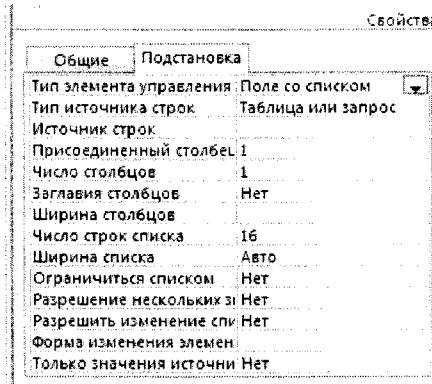 Свойства
Общие Подстановка
Тип элемента управления Поле со списком
Тип источника строк Таблица или запрос
Источник строк
Присоединенный столбец 1
Число столбцов 1
Заглавия столбцов Нет
Ширина столбцов
Число строк списка 16
Ширина списка Авто
Ограничиться списком Нет
Разрешение нескольких зн Нет
Разрешить изменение спи Нет
Форма изменения элемен
Только значения источни Нет